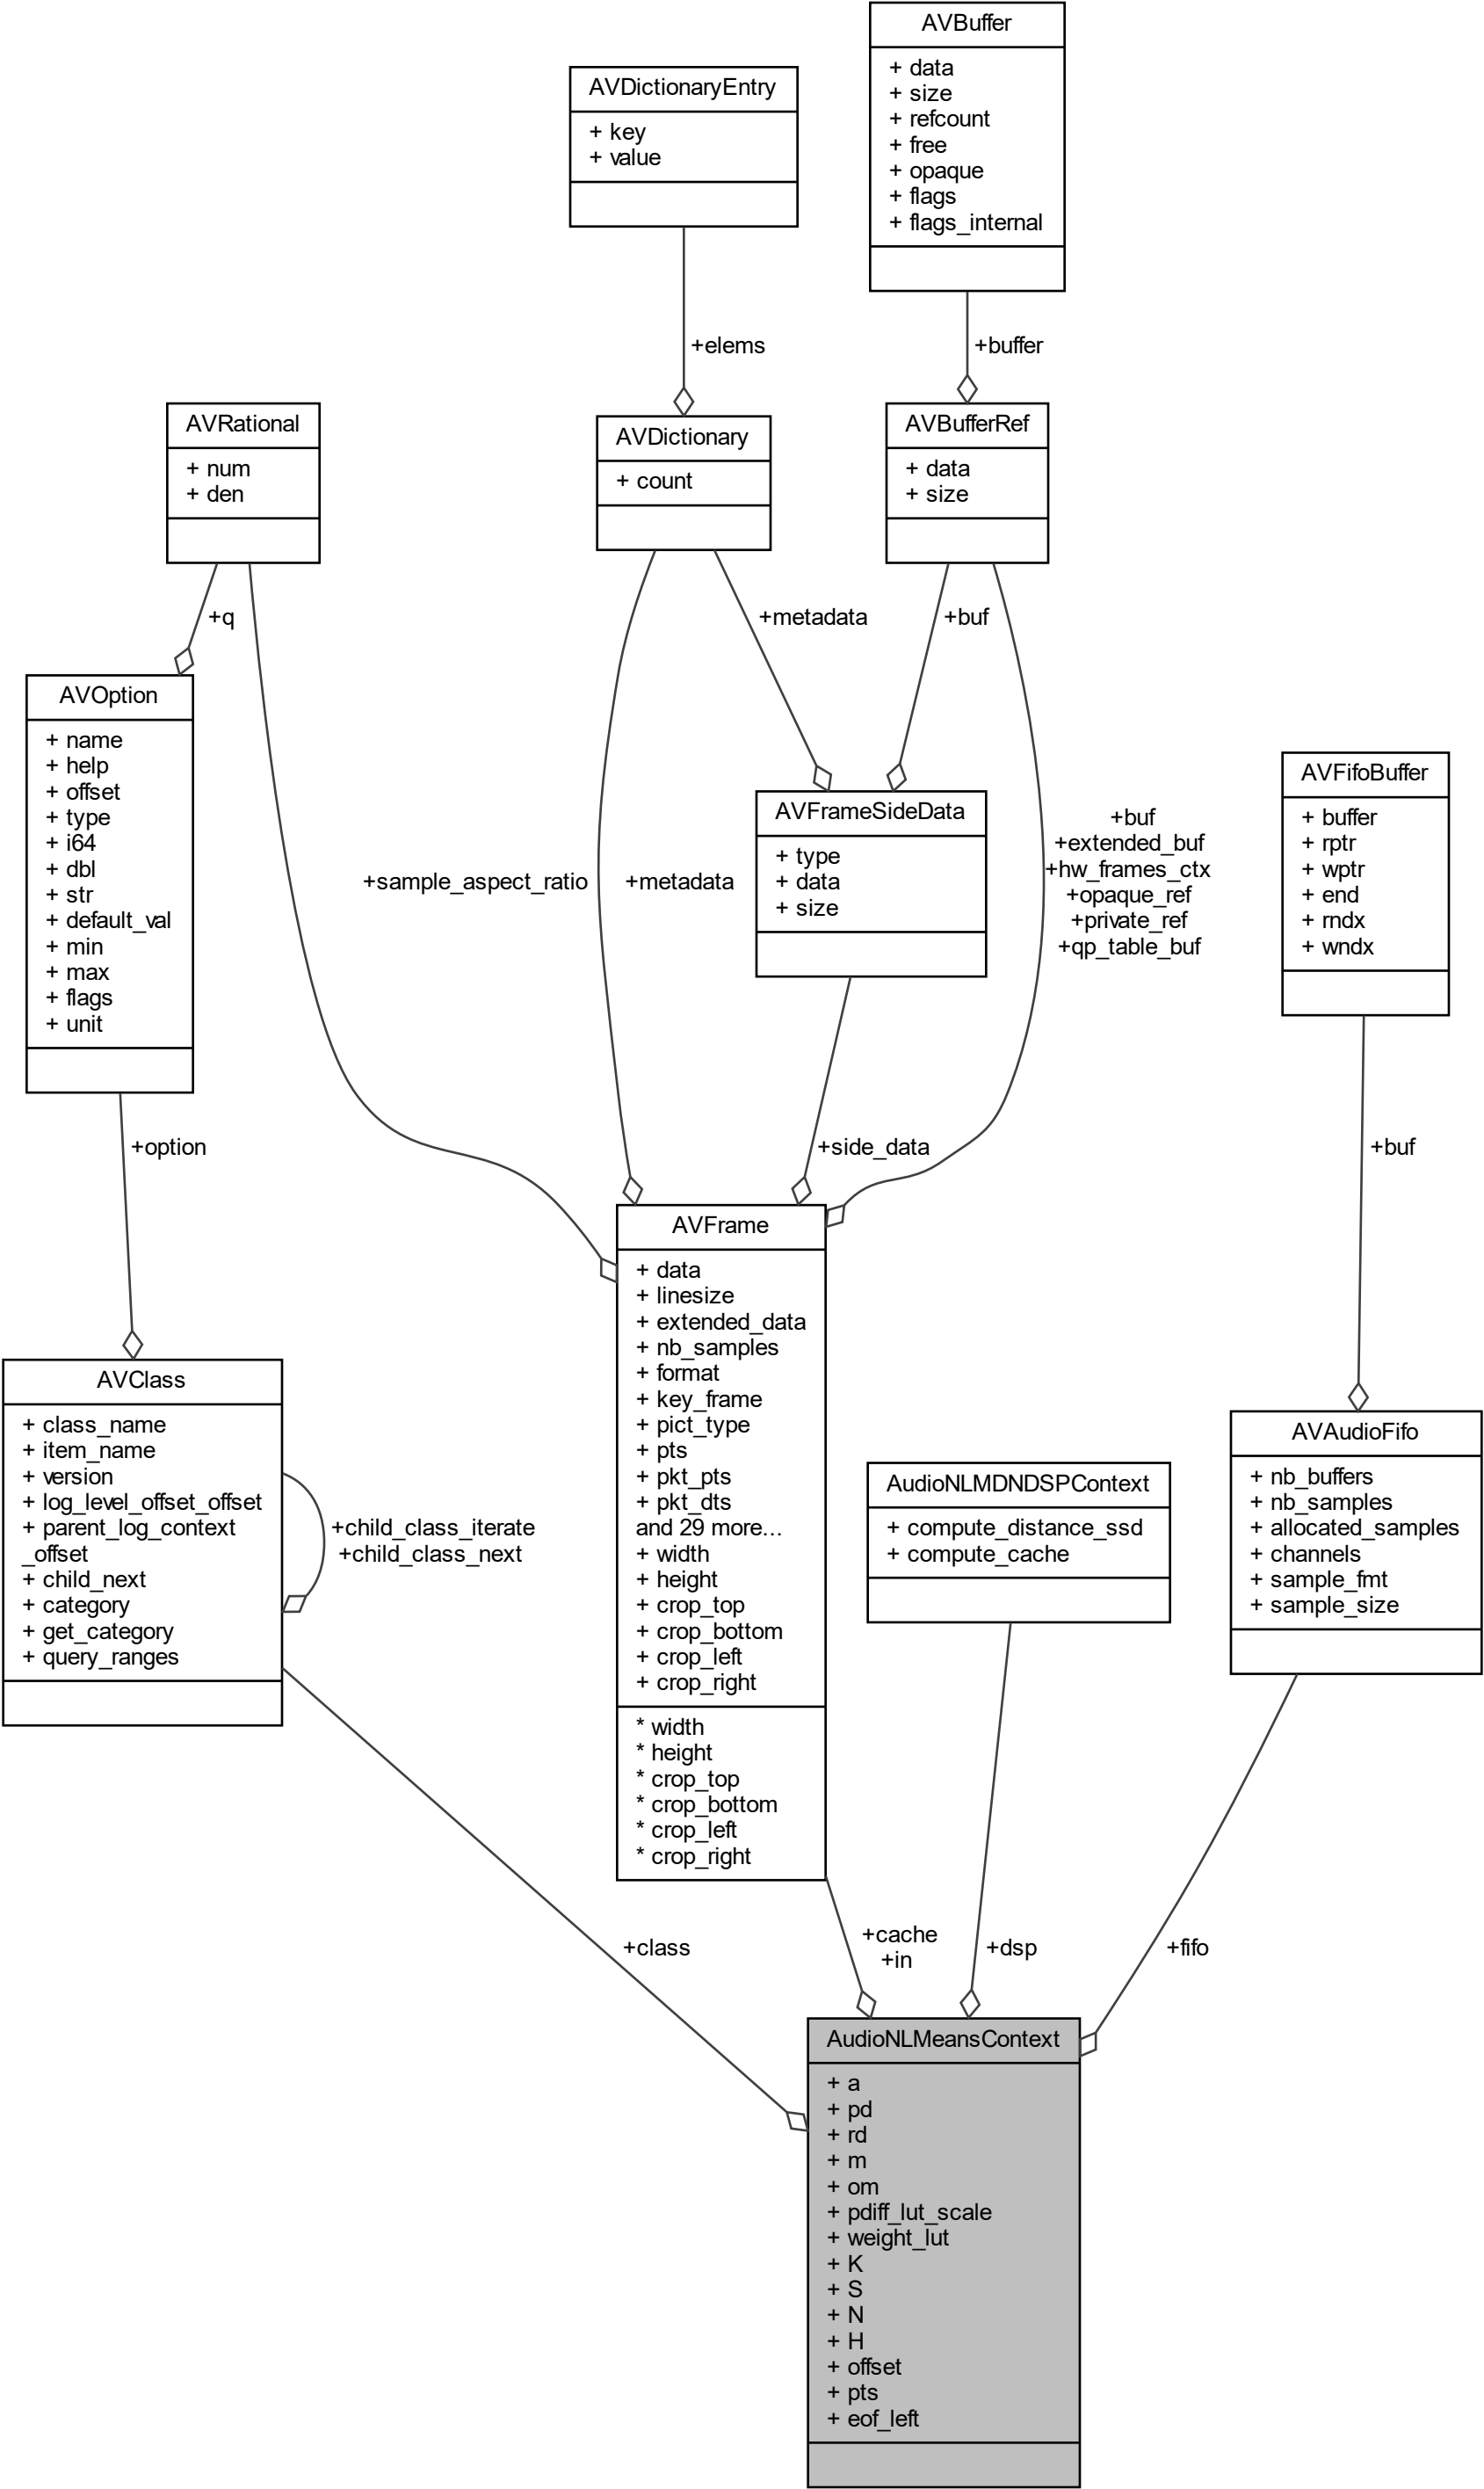 AVBuffer
+ data
+ size
+ refcount
+ free
+ opaque
+ flags
+ flags_internal
AVDictionaryEntry
+ key
+ value
+elems
+buffer
AVRational
+ num
+ den
AVDictionary
+ count
AVBufferRef
+ data
+ size
+q
+metadata
+buf
AVOption
+ name
+ help
+ offset
+ type
+ i64
+ dbl
+ str
+ default_val
+ min
+ max
+ flags
+ unit
+sample_aspect_ratio
+metadata
AVFrameSideData
+ type
+ data
+ size
+buf
+extended_buf
+hw_frames_ctx
+opaque_ref
+private_ref
+qp_table_buf
AVFifoBuffer
+ buffer
+ rptr
+ wptr
+ end
+ rndx
+ wndx
+option
+side_data
+buf
AVFrame
+ data
+ linesize
+ extended_data
+ nb_samples
+ format
+ key_frame
+ pict_type
+ pts
+ pkt_pts
+ pkt_dts
and 29 more...
+ width
+ height
+ crop_top
+ crop_bottom
+ crop_left
+ crop_right
* width
* height
* crop_top
* crop_bottom
* crop_left
* crop_right
AVClass
+ class_name
+ item_name
+ version
+ log_level_offset_offset
+ parent_log_context
_offset
+ child_next
+ category
+ get_category
+ query_ranges
+child_class_iterate
+child_class_next
AudioNLMDNDSPContext
+ compute_distance_ssd
+ compute_cache
AVAudioFifo
+ nb_buffers
+ nb_samples
+ allocated_samples
+ channels
+ sample_fmt
+ sample_size
+class
+cache
+in
+dsp
+fifo
AudioNLMeansContext
+ a
+ pd
+ rd
+ m
+ om
+ pdiff_lut_scale
+ weight_lut
+ K
+ S
+ N
+ H
+ offset
+ pts
+ eof_left